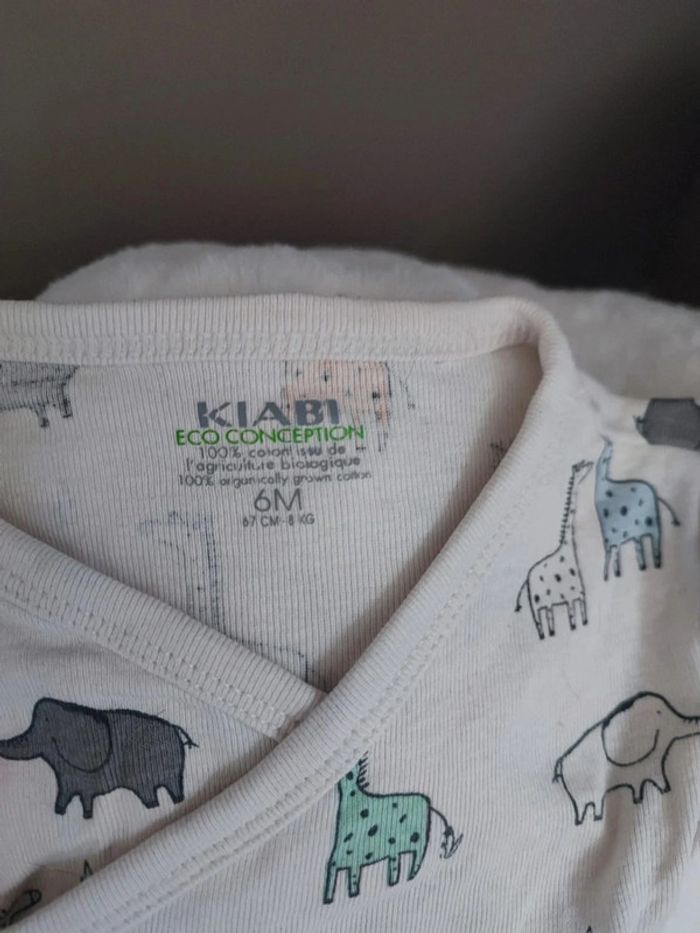 KIABI
ECO CONCEPTION
100% coton issu de
l'agriculture biologique
100% organically grown cotton
6M
67 CM - 8 KG